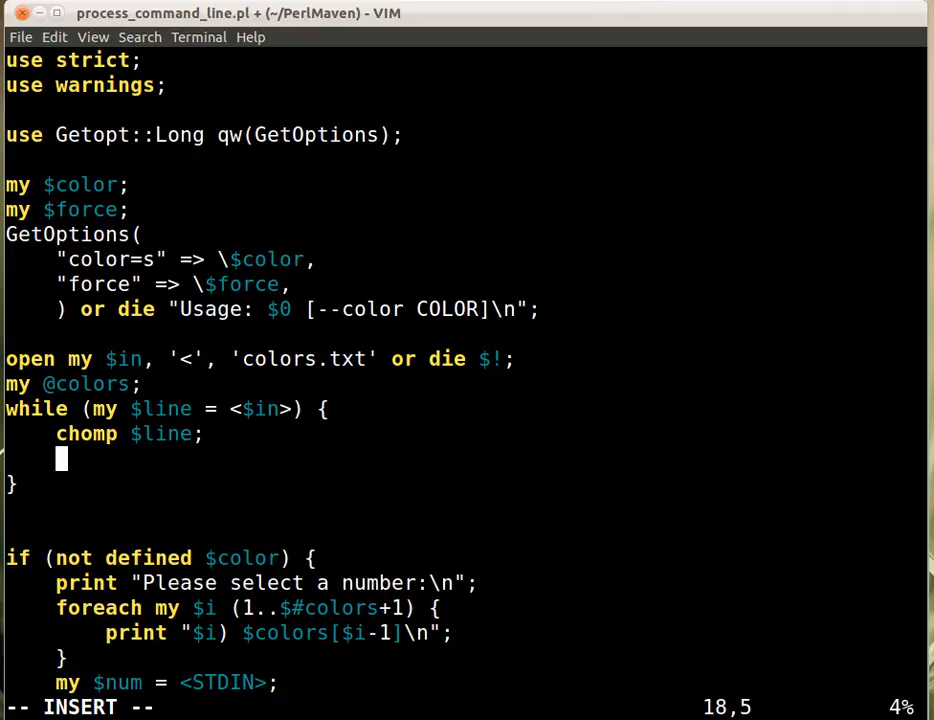 process_command_line.pl + (~/PerlMaven) - VIM
File Edit View Search Terminal Help
use strict;
use warnings;
use Getopt::Long qw(GetOptions);
my $color;
my $force;
GetOptions(
    "color=s" => \$color,
    "force" => \$force,
    ) or die "Usage: $0 [--color COLOR]\n";
open my $in, '<', 'colors.txt' or die $!;
my @colors;
while (my $line = <$in>) {
    chomp $line;
}
if (not defined $color) {
    print "Please select a number:\n";
    foreach my $i (1..$#colors+1) {
        print "$i) $colors[$i-1]\n";
    }
    my $num = <STDIN>;
-- INSERT -- 18,5 4%